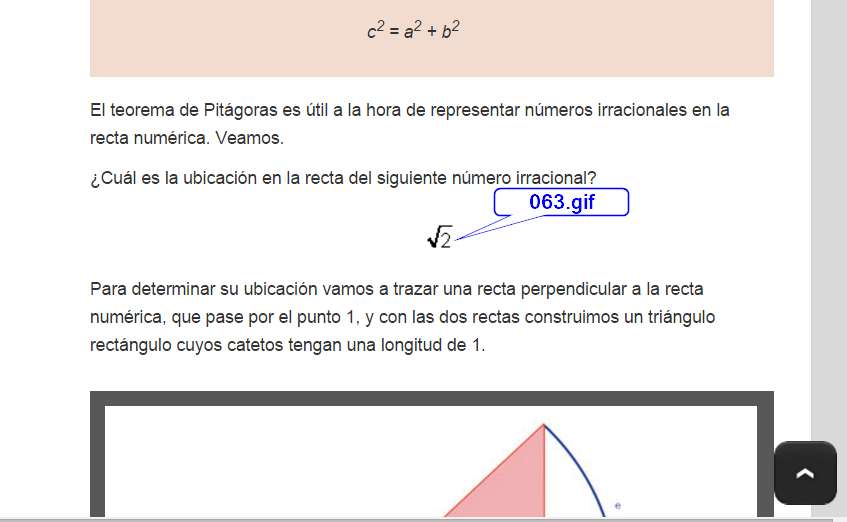 c² = a² + b²
El teorema de Pitágoras es útil a la hora de representar números irracionales en la
recta numérica. Veamos.
¿Cuál es la ubicación en la recta del siguiente número irracional?
063.gif
√2
Para determinar su ubicación vamos a trazar una recta perpendicular a la recta
numérica, que pase por el punto 1, y con las dos rectas construimos un triángulo
rectángulo cuyos catetos tengan una longitud de 1.
e